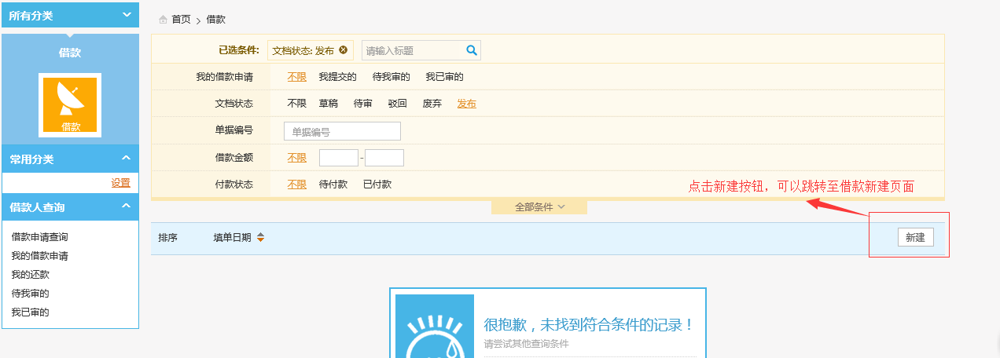 所有分类
借款
借款
常用分类
设置
借款人查询
借款申请查询
我的借款申请
我的还款
待我审的
我已审的
首页 > 借款
已选条件: 文档状态: 发布 请输入标题
我的借款申请 不限 我提交的 待我审的 我已审的
文档状态 不限 草稿 待审 驳回 废弃 发布
单据编号 单据编号
借款金额 不限 -
付款状态 不限 待付款 已付款
点击新建按钮，可以跳转至借款新建页面
全部条件
排序 填单日期 新建
很抱歉，未找到符合条件的记录！
请尝试其他查询条件